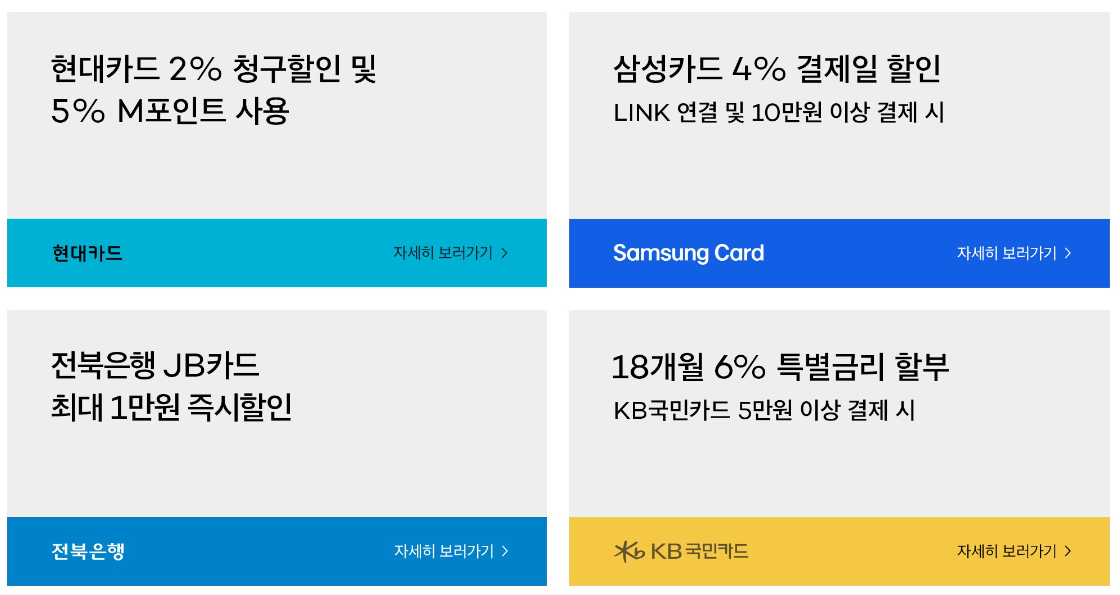 현대카드 2% 청구할인 및
5% M포인트 사용
현대카드
자세히 보러가기 >
삼성카드 4% 결제일 할인
LINK 연결 및 10만원 이상 결제 시
Samsung Card
자세히 보러가기 >
전북은행 JB카드
최대 1만원 즉시할인
전북은행
자세히 보러가기 >
18개월 6% 특별금리 할부
KB국민카드 5만원 이상 결제 시
KB 국민카드
자세히 보러가기 >